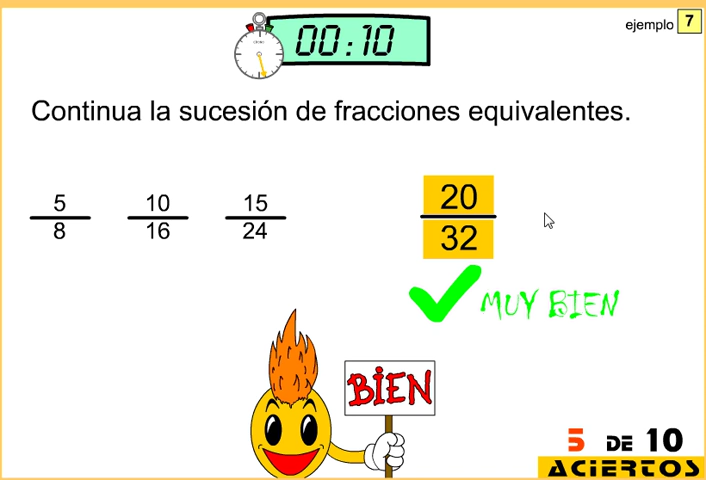 00:10
ejemplo 7
Continua la sucesión de fracciones equivalentes.
5 10 15 20
8 16 24 32
MUY BIEN
BiEN
5 DE 10
ACiERTOS